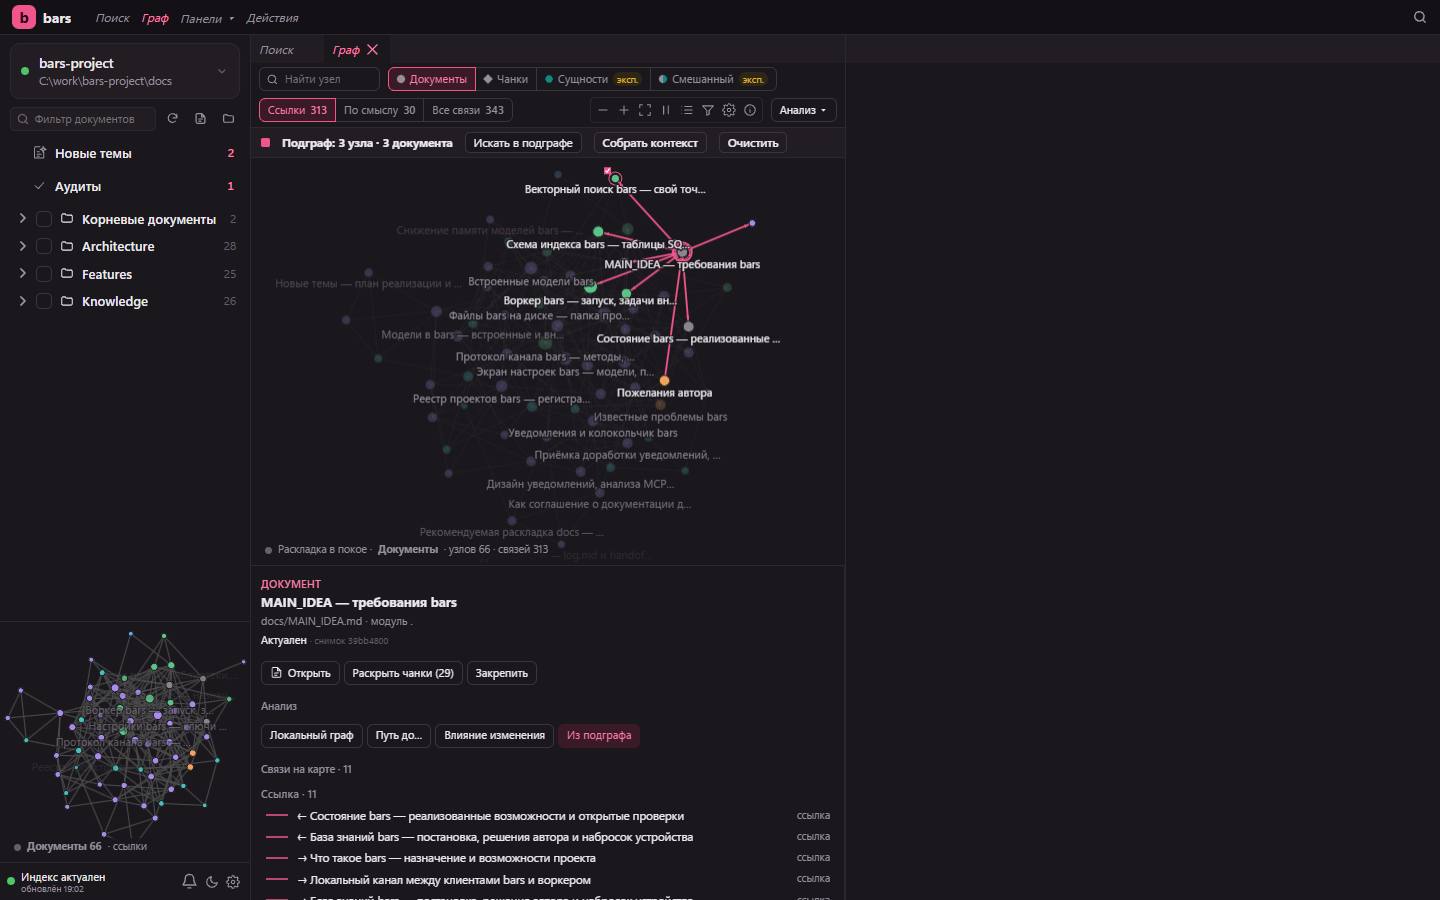 b bars Поиск Граф Панели Действия
bars-project
C:\work\bars-project\docs
Фильтр документов
Новые темы 2
Аудиты 1
Корневые документы 2
Architecture 28
Features 25
Knowledge 26
Воркер bars — запуск, з...
Протокол канала bars —
Документы 66 · ссылки
Индекс актуален
обновлён 19:02
Поиск Граф
Найти узел Документы Чанки Сущности эксп. Смешанный эксп.
Ссылки 313 По смыслу 30 Все связи 343 Анализ
Подграф: 3 узла · 3 документа Искать в подграфе Собрать контекст Очистить
Векторный поиск bars — свой точ...
Снижение памяти моделей bars — ...
Схема индекса bars — таблицы SQ...
MAIN_IDEA — требования bars
Новые темы — план реализации и ...
Встроенные модели bars
Воркер bars — запуск, задачи вн...
Файлы bars на диске — папка про...
Модели в bars — встроенные и вн...
Состояние bars — реализованные ...
Протокол канала bars — методы, ...
Экран настроек bars — модели, п...
Пожелания автора
Реестр проектов bars — регистра...
Известные проблемы bars
Уведомления и колокольчик bars
Приёмка доработки уведомлений, ...
Дизайн уведомлений, анализа MCP...
Как соглашение о документации д...
Рекомендуемая раскладка docs — ...
Раскладка в покое · Документы · узлов 66 · связей 313
— log.md и handof...
ДОКУМЕНТ
MAIN_IDEA — требования bars
docs/MAIN_IDEA.md · модуль .
Актуален · снимок 39bb4800
Открыть Раскрыть чанки (29) Закрепить
Анализ
Локальный граф Путь до... Влияние изменения Из подграфа
Связи на карте · 11
Ссылка · 11
← Состояние bars — реализованные возможности и открытые проверки ссылка
← База знаний bars — постановка, решения автора и набросок устройства ссылка
→ Что такое bars — назначение и возможности проекта ссылка
→ Локальный канал между клиентами bars и воркером ссылка